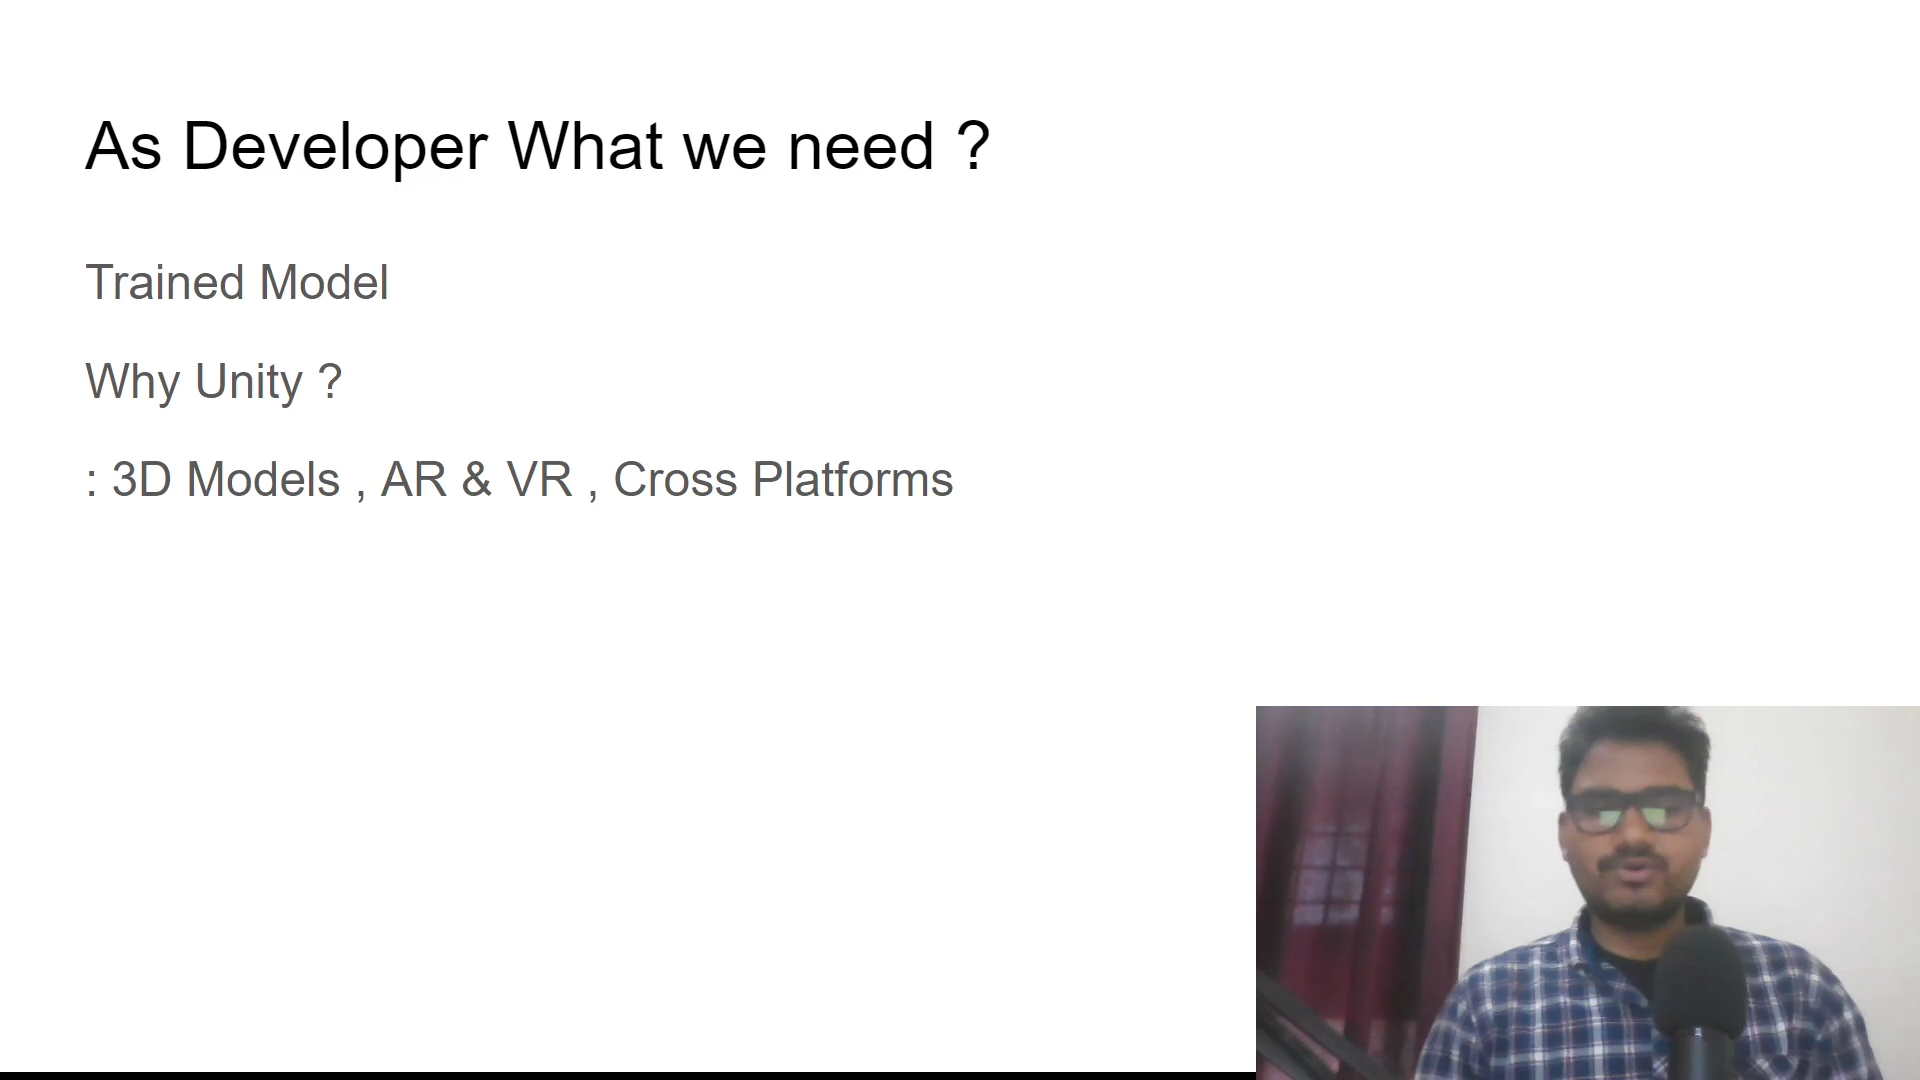 As Developer What we need ?
Trained Model
Why Unity ?
: 3D Models , AR & VR , Cross Platforms